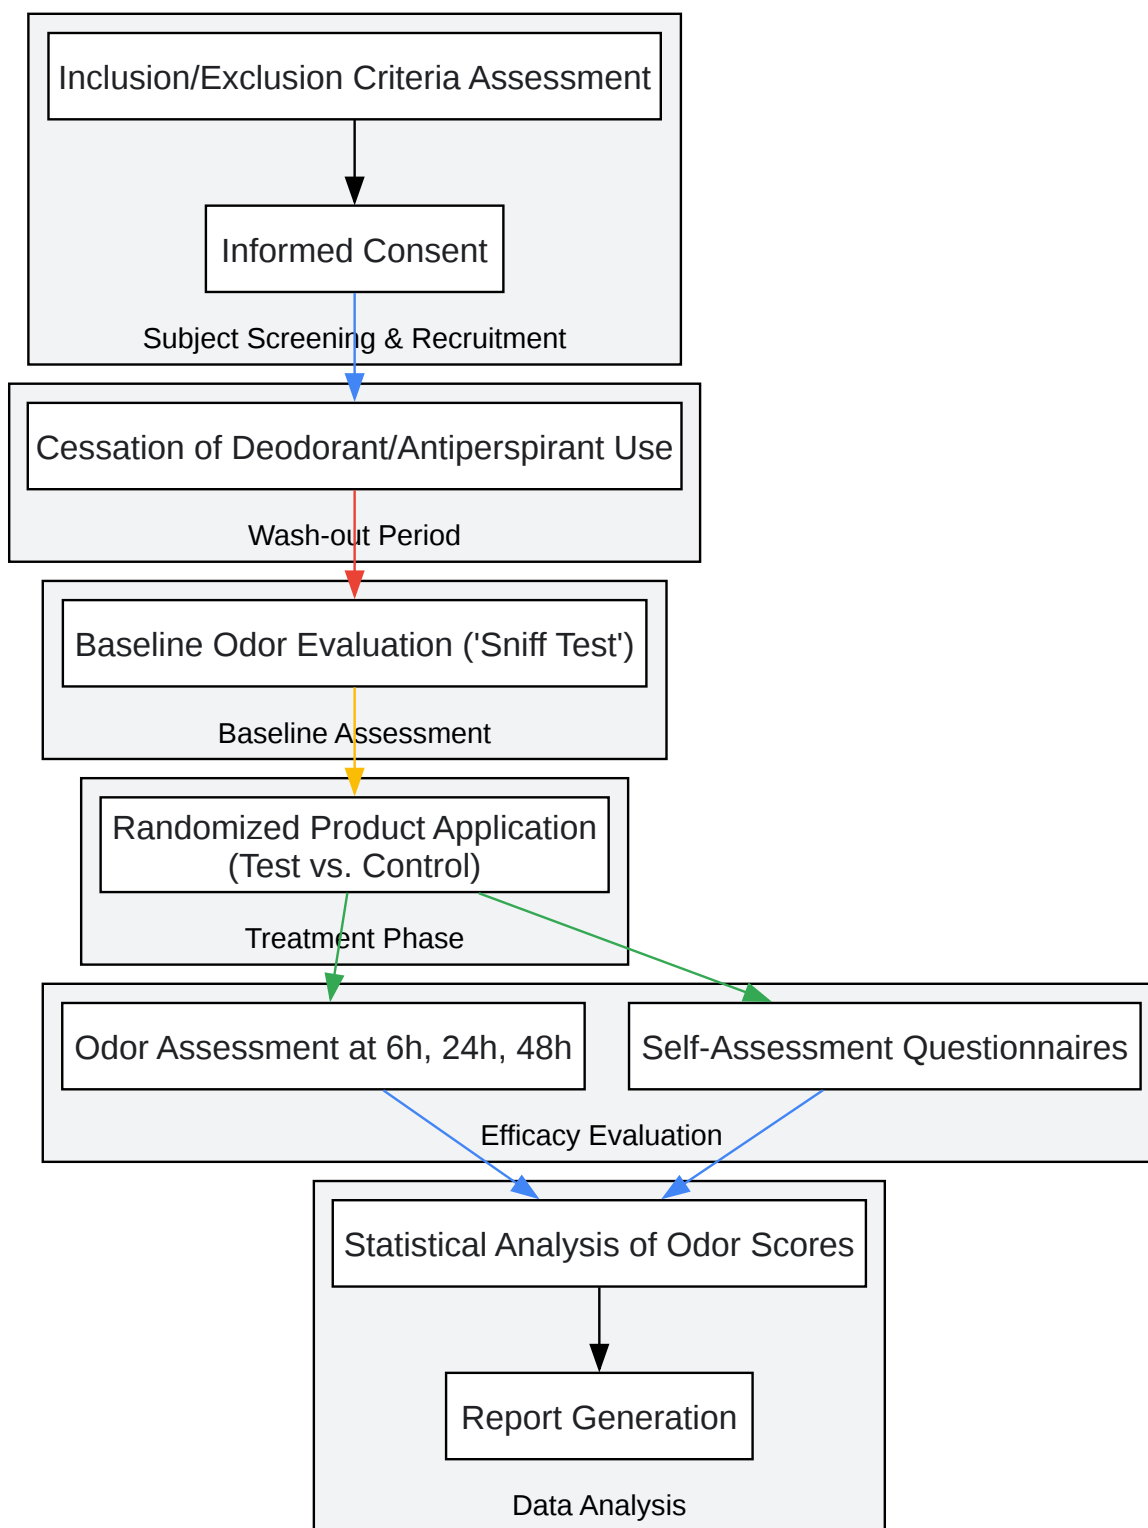 Inclusion/Exclusion Criteria Assessment
Informed Consent
Subject Screening & Recruitment
Cessation of Deodorant/Antiperspirant Use
Wash-out Period
Baseline Odor Evaluation ('Sniff Test')
Baseline Assessment
Randomized Product Application
(Test vs. Control)
Treatment Phase
Odor Assessment at 6h, 24h, 48h
Self-Assessment Questionnaires
Efficacy Evaluation
Statistical Analysis of Odor Scores
Report Generation
Data Analysis